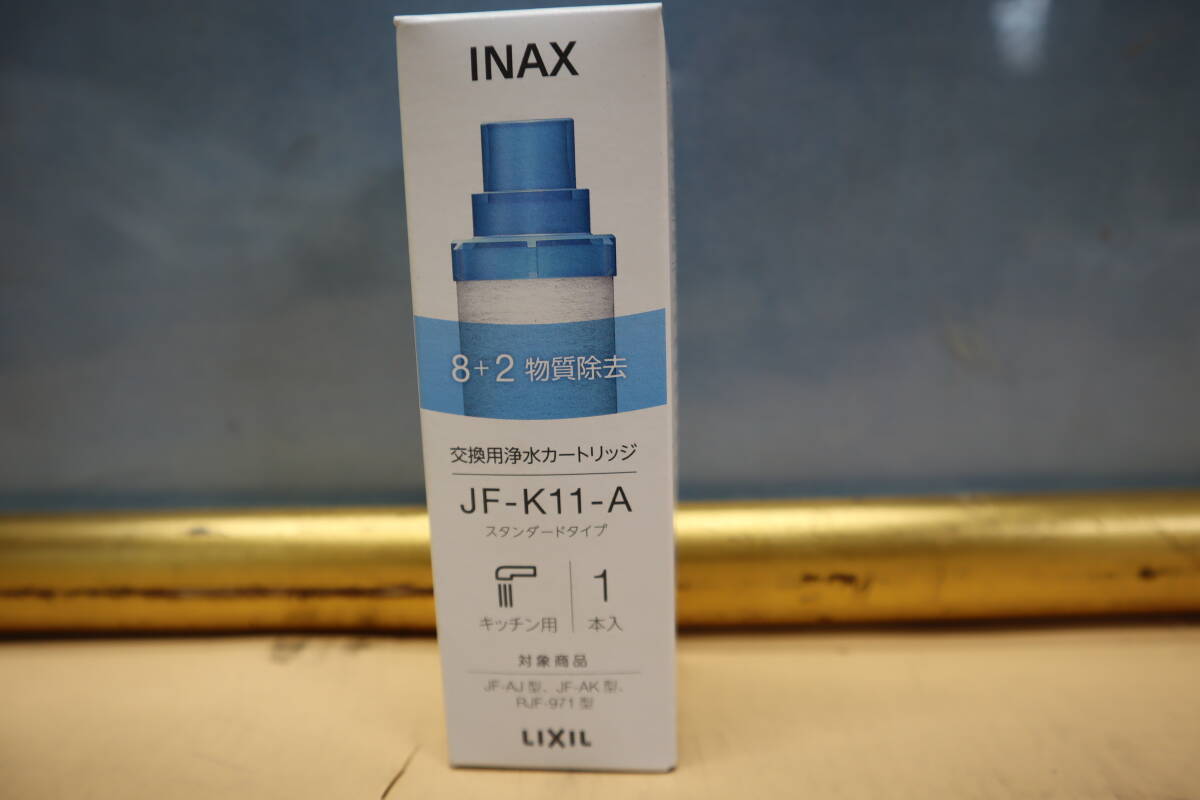 INAX
8+2 物質除去
交換用浄水カートリッジ
JF-K11-A
スタンダードタイプ
キッチン用
1
本入
対象商品
JF-AJ型、JF-AK型、
RJF-971型
LIXIL